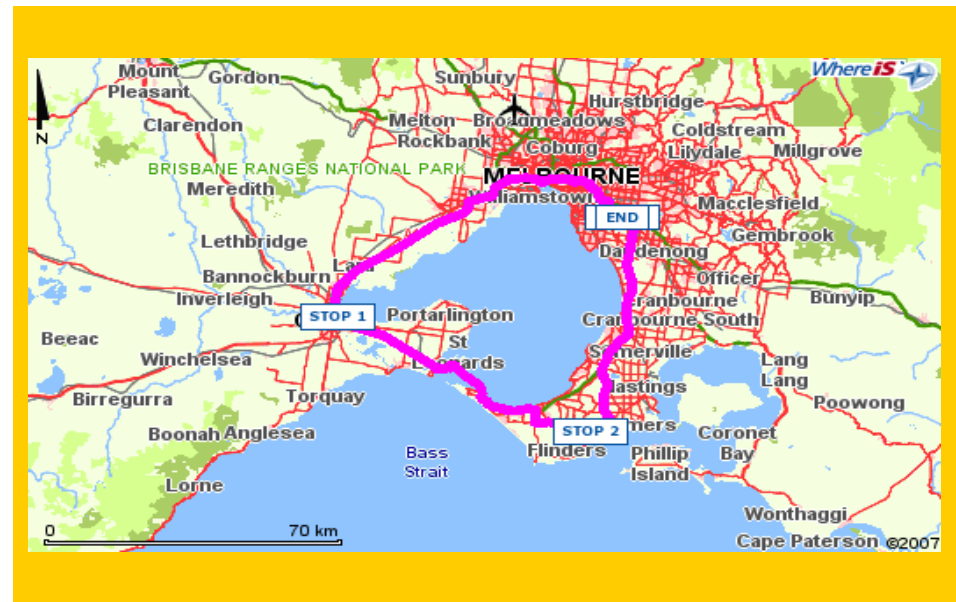 Mount
Pleasant
Gordon
Sunbury
WhereiS
Hurstbridge
Clarendon
Melton
Broadmeadows
Rockbank
Coburg
Coldstream
Lilydale
Millgrove
N
BRISBANE RANGES NATIONAL PARK
MELBOURNE
Meredith
Williamstown
Macclesfield
END
Gembrook
Lethbridge
Dandenong
Bannockburn
Lara
Officer
Inverleigh
Cranbourne
Bunyip
STOP 1
Portarlington
Cranbourne South
Beeac
St
Leonards
Winchelsea
Somerville
Lang
Lang
Birregurra
Torquay
Hastings
Poowong
Boonah
Anglesea
STOP 2
mers
Coronet
Bay
Flinders
Bass
Strait
Phillip
Island
Lorne
Wonthaggi
0
70 km
Cape Paterson
©2007